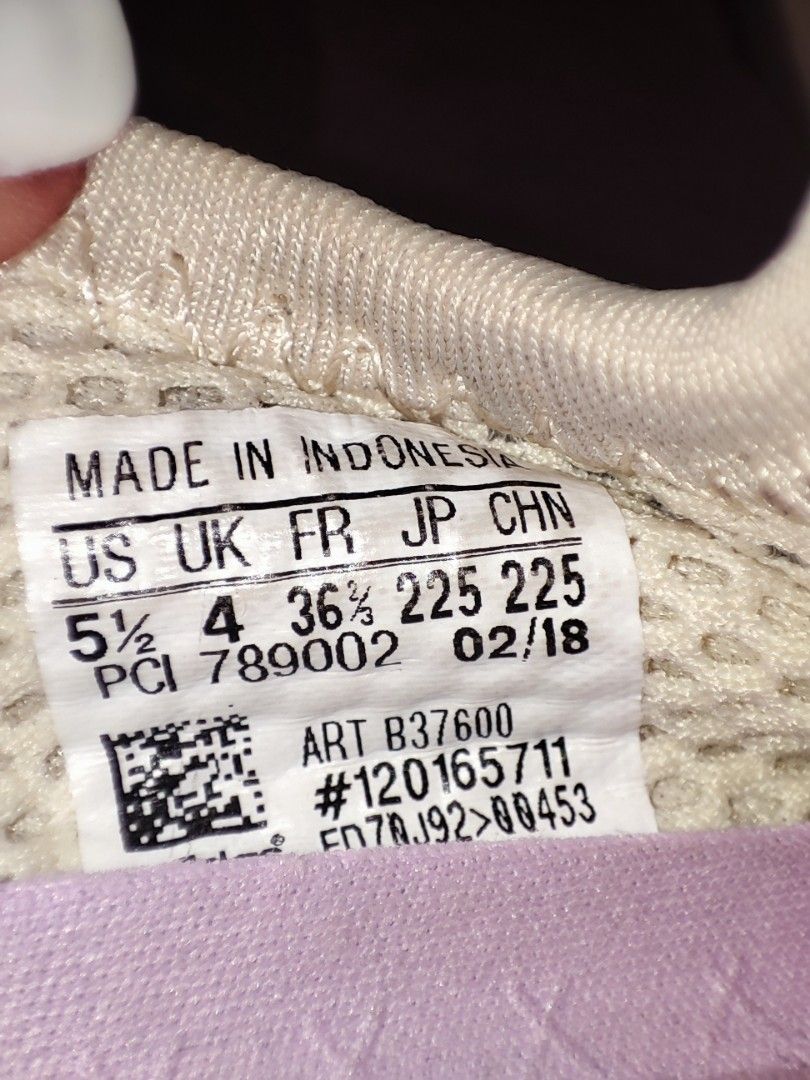 MADE IN INDONESIA
US UK FR JP CHN
5½ 4 36⅔ 225 225
PCI 789002 02/18
ART B37600
#120165711